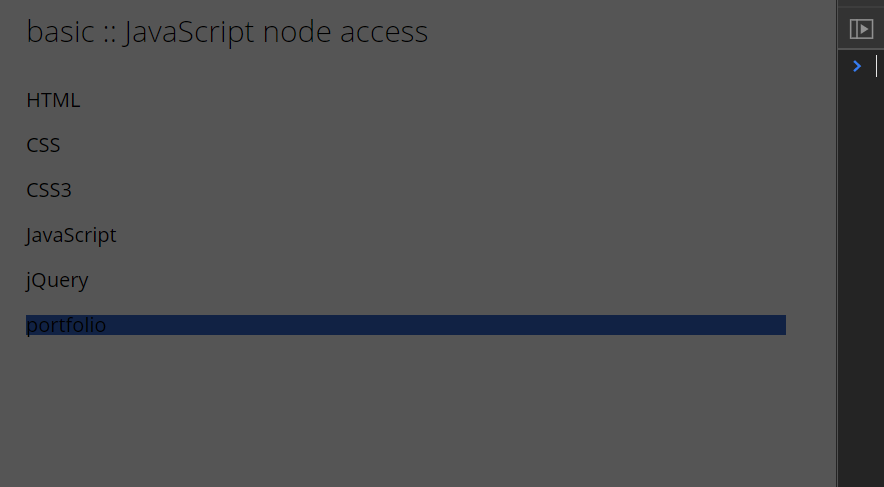 basic :: JavaScript node access
HTML
CSS
CSS3
JavaScript
jQuery
portfolio